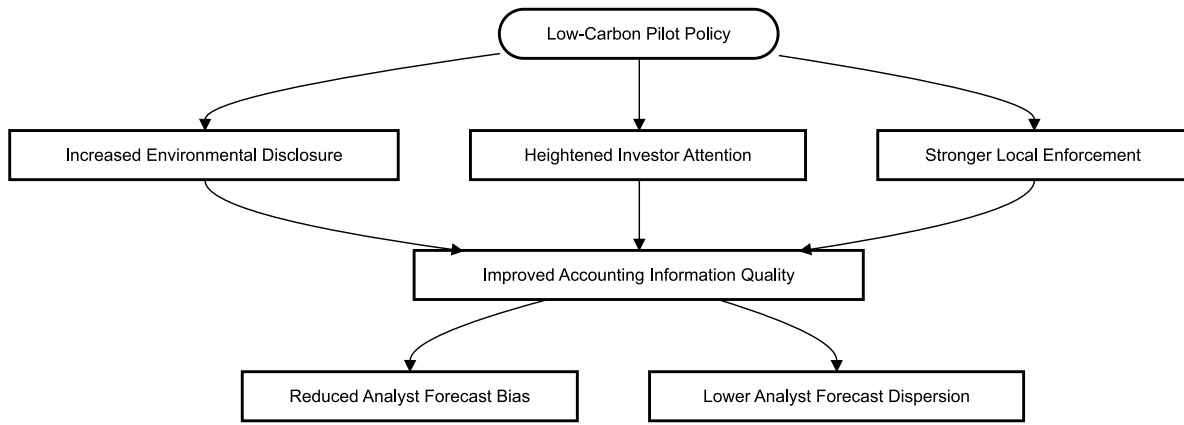 Low-Carbon Pilot Policy
Increased Environmental Disclosure
Heightened Investor Attention
Stronger Local Enforcement
Improved Accounting Information Quality
Reduced Analyst Forecast Bias
Lower Analyst Forecast Dispersion